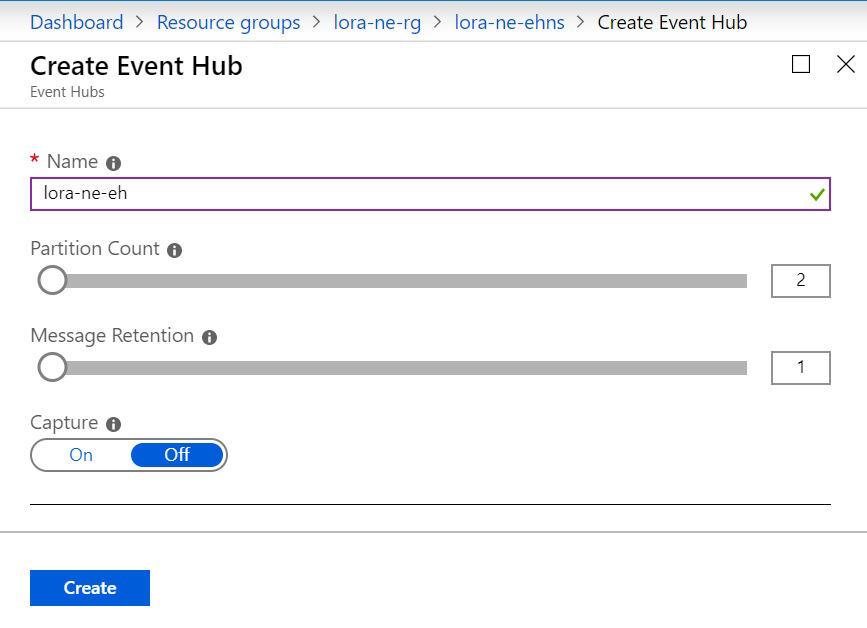 Dashboard > Resource groups > lora-ne-rg > lora-ne-ehns > Create Event Hub
Create Event Hub
Event Hubs
* Name
lora-ne-eh
Partition Count
2
Message Retention
1
Capture
On Off
Create